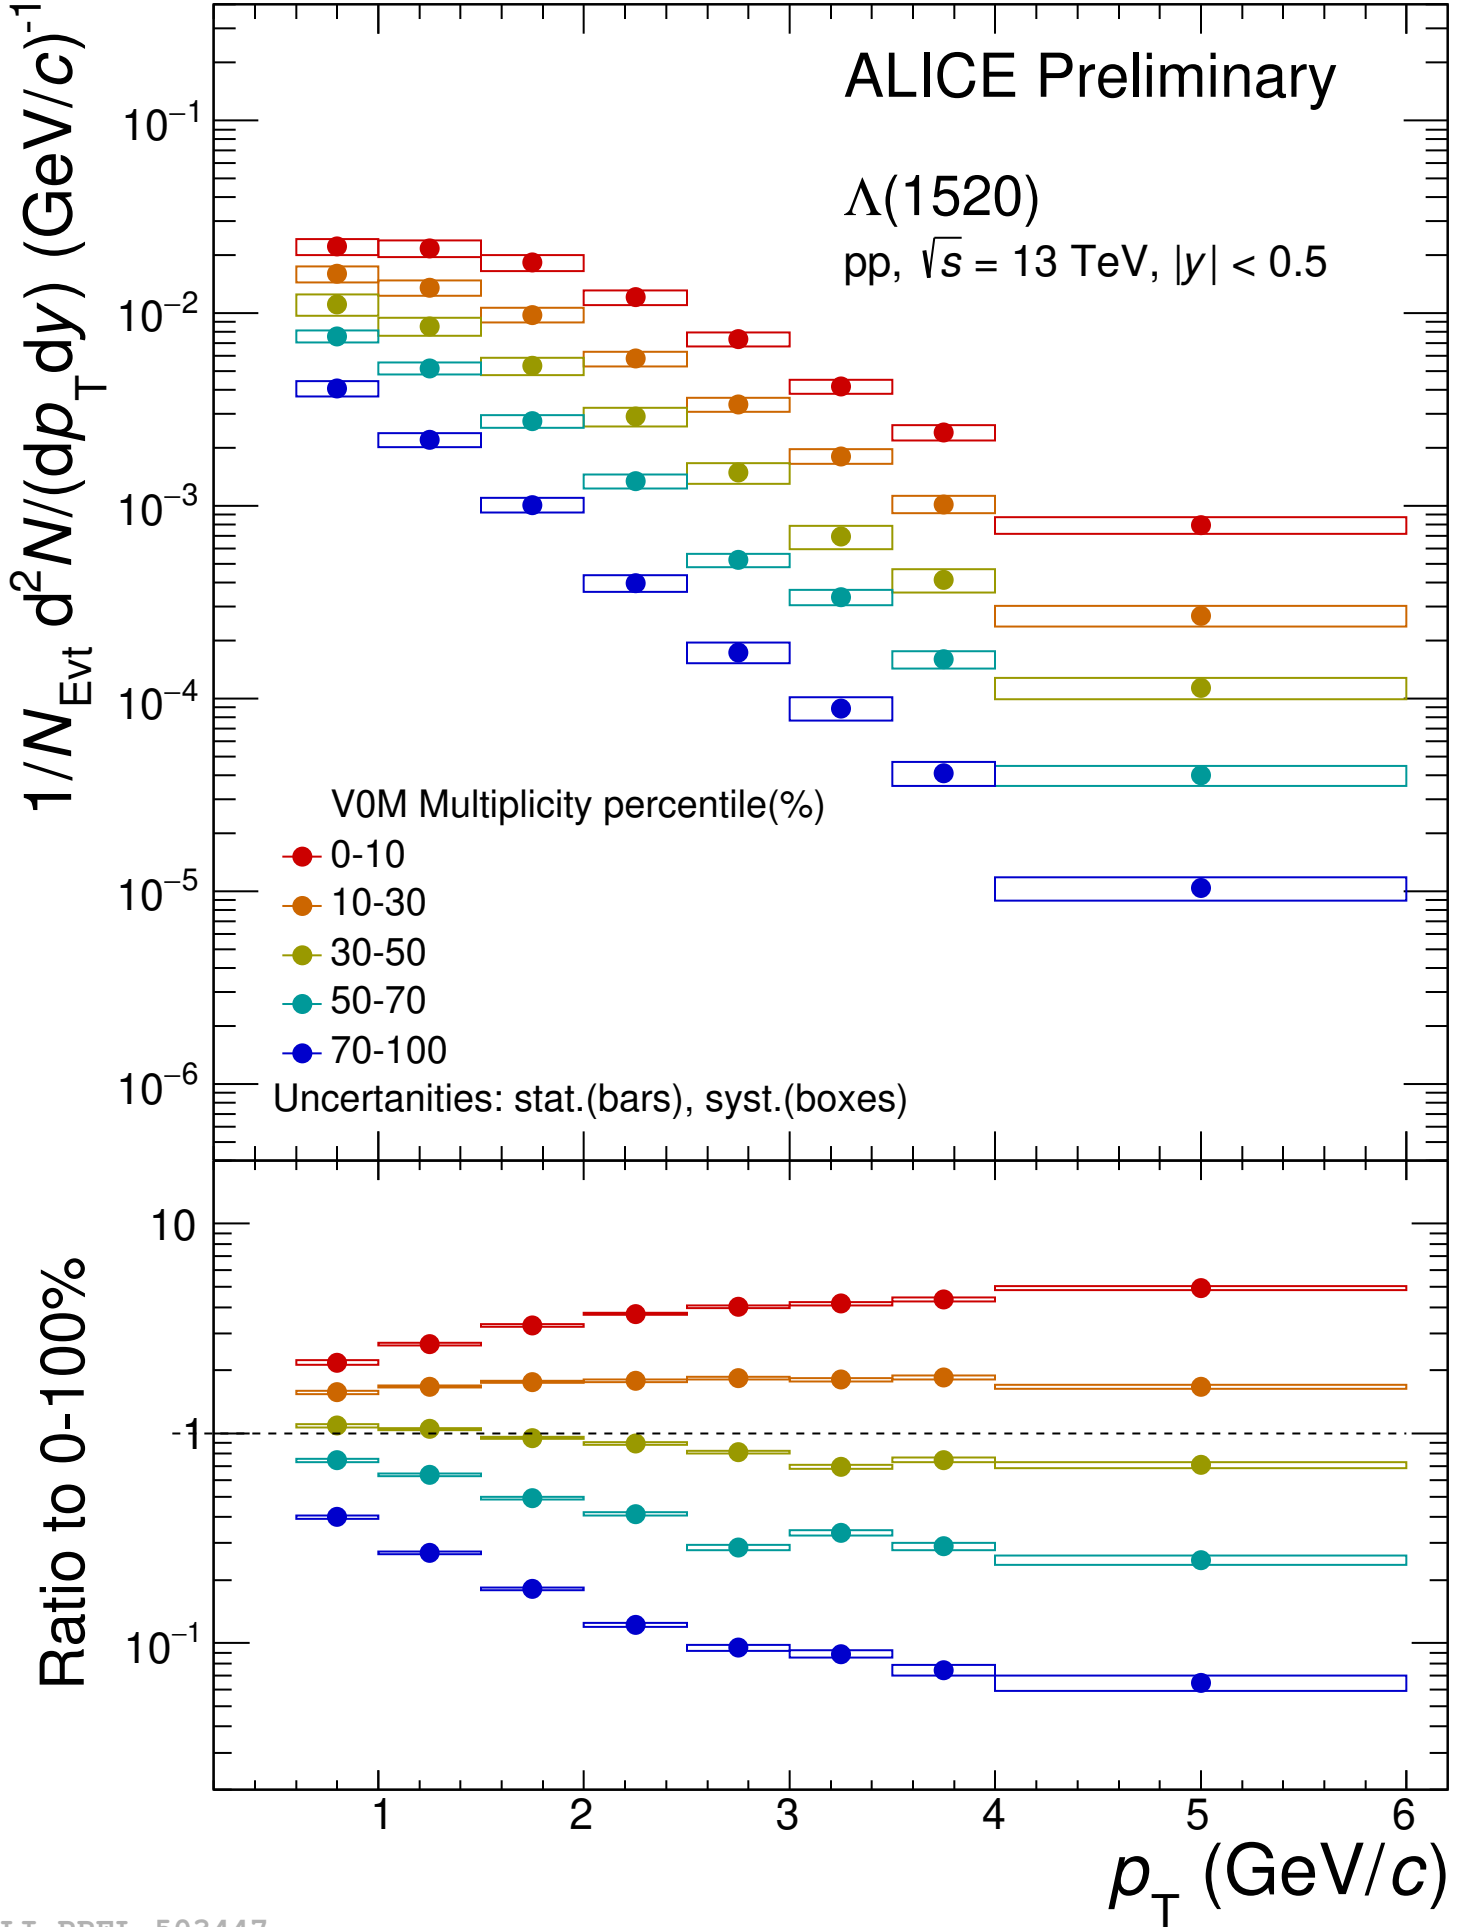 ALICE Preliminary
Λ(1520)
pp, √s = 13 TeV, |y| < 0.5
1/N_Evt d²N/(dp_T dy) (GeV/c)⁻¹
10⁻¹
10⁻²
10⁻³
10⁻⁴
10⁻⁵
10⁻⁶
V0M Multiplicity percentile(%)
0-10
10-30
30-50
50-70
70-100
Uncertanities: stat.(bars), syst.(boxes)
Ratio to 0-100%
10
1
10⁻¹
1 2 3 4 5 6
p_T (GeV/c)